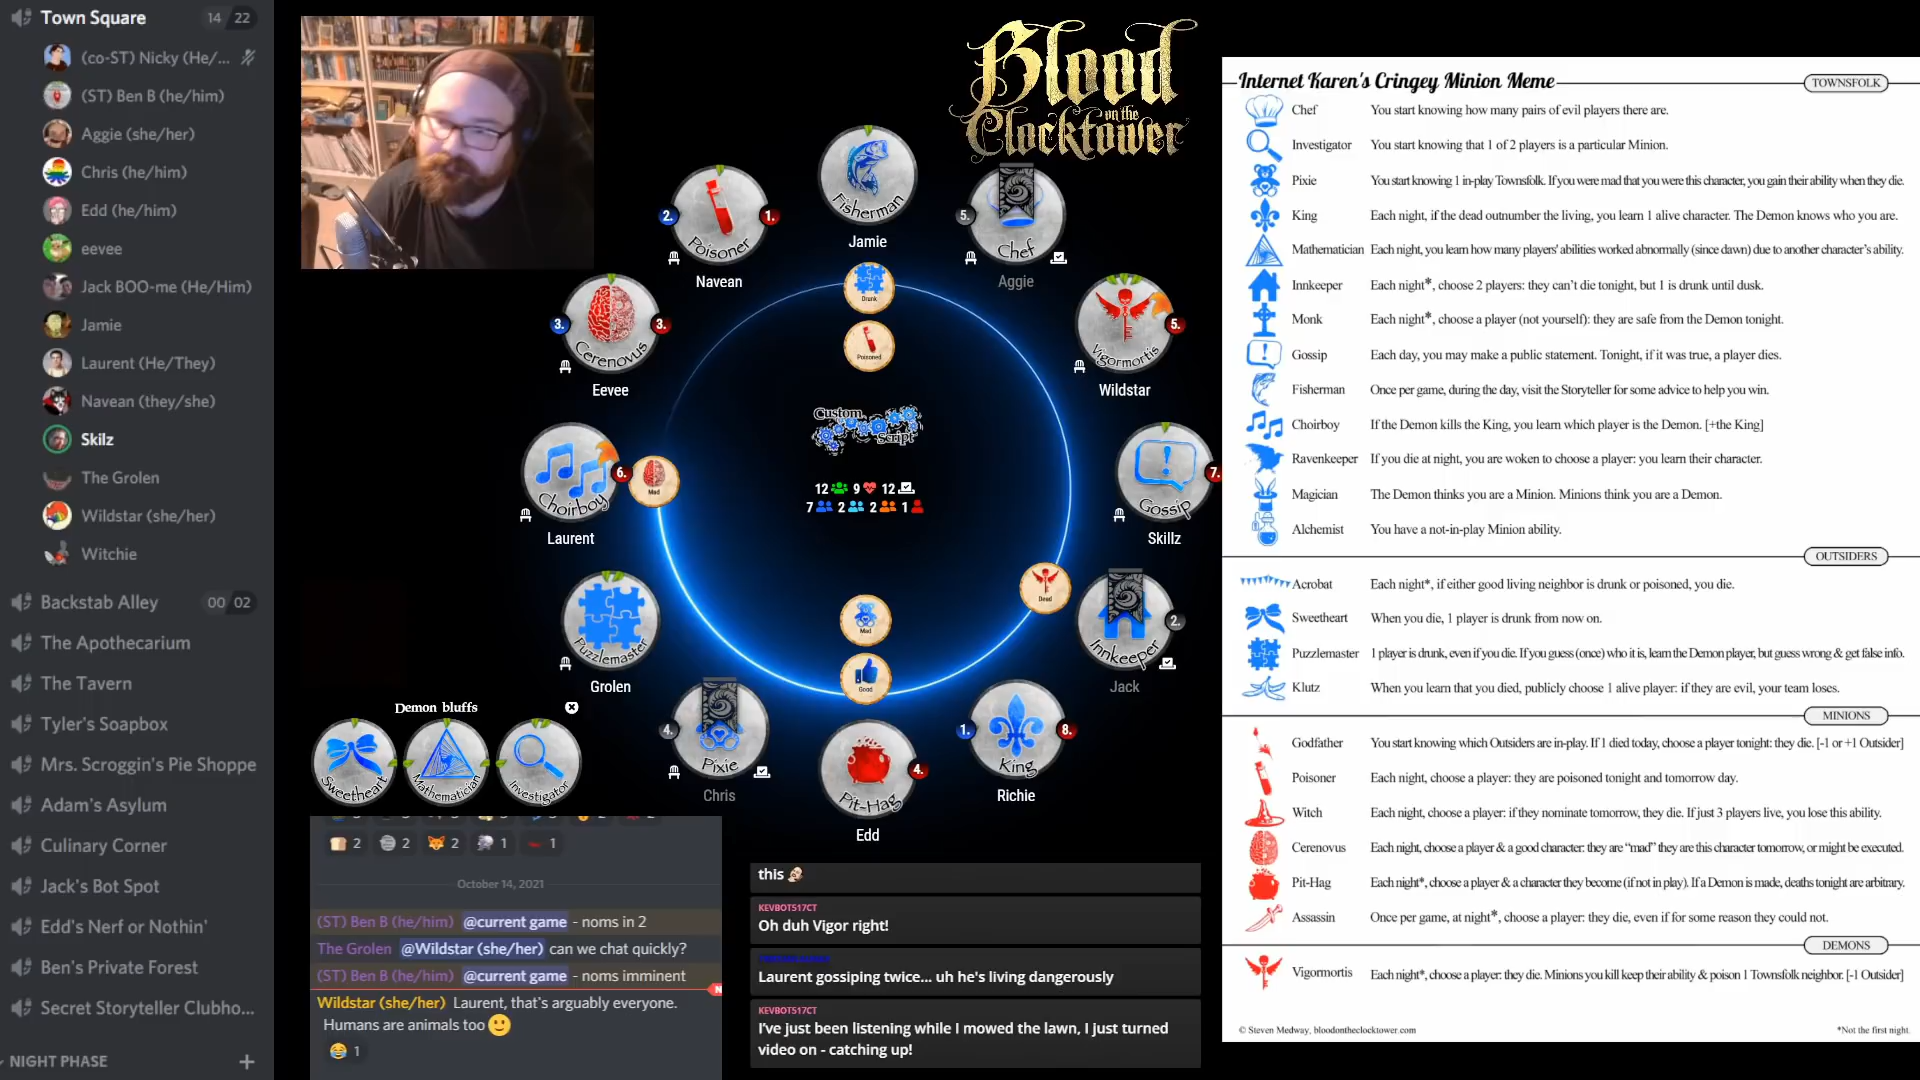 Town Square 14 22
(co-ST) Nicky (He/...
(ST) Ben B (he/him)
Aggie (she/her)
Chris (he/him)
Edd (he/him)
eevee
Jack BOO-me (He/Him)
Jamie
Laurent (He/They)
Navean (they/she)
Skilz
The Grolen
Wildstar (she/her)
Witchie
Backstab Alley 00 02
The Apothecarium
The Tavern
Tyler's Soapbox
Mrs. Scroggin's Pie Shoppe
Adam's Asylum
Culinary Corner
Jack's Bot Spot
Edd's Nerf or Nothin'
Ben's Private Forest
Secret Storyteller Clubho...
NIGHT PHASE
Blood
on the
Clocktower
Fisherman
Jamie
Drunk
Poisoned
5.
Chef
Aggie
Vigormortis
5.
Wildstar
Gossip
7.
Skillz
Innkeeper
2.
Jack
Dead
1.
King
8.
Richie
Pit-Hag
4.
Edd
Mad
Good
4.
Pixie
Chris
Puzzlemaster
Grolen
Choirboy
6.
Mad
Laurent
3.
Cerenovus
3.
Eevee
2.
Poisoner
1.
Navean
Custom
Script
12 9 12
7 2 2 1
Demon bluffs
Sweetheart
Mathematician
Investigator
2 2 2 1 1
October 14, 2021
(ST) Ben B (he/him) @current game - noms in 2
The Grolen @Wildstar (she/her) can we chat quickly?
(ST) Ben B (he/him) @current game - noms imminent
Wildstar (she/her) Laurent, that's arguably everyone.
Humans are animals too
1
this
KEVBOT517CT
Oh duh Vigor right!
Laurent gossiping twice... uh he's living dangerously
KEVBOT517CT
I've just been listening while I mowed the lawn, I just turned
video on - catching up!
Internet Karen's Cringey Minion Meme
TOWNSFOLK
Chef You start knowing how many pairs of evil players there are.
Investigator You start knowing that 1 of 2 players is a particular Minion.
Pixie You start knowing 1 in-play Townsfolk. If you were mad that you were this character, you gain their ability when they die.
King Each night, if the dead outnumber the living, you learn 1 alive character. The Demon knows who you are.
Mathematician Each night, you learn how many players' abilities worked abnormally (since dawn) due to another character's ability.
Innkeeper Each night*, choose 2 players: they can't die tonight, but 1 is drunk until dusk.
Monk Each night*, choose a player (not yourself): they are safe from the Demon tonight.
Gossip Each day, you may make a public statement. Tonight, if it was true, a player dies.
Fisherman Once per game, during the day, visit the Storyteller for some advice to help you win.
Choirboy If the Demon kills the King, you learn which player is the Demon. [+the King]
Ravenkeeper If you die at night, you are woken to choose a player: you learn their character.
Magician The Demon thinks you are a Minion. Minions think you are a Demon.
Alchemist You have a not-in-play Minion ability.
OUTSIDERS
Acrobat Each night*, if either good living neighbor is drunk or poisoned, you die.
Sweetheart When you die, 1 player is drunk from now on.
Puzzlemaster 1 player is drunk, even if you die. If you guess (once) who it is, learn the Demon player, but guess wrong & get false info.
Klutz When you learn that you died, publicly choose 1 alive player: if they are evil, your team loses.
MINIONS
Godfather You start knowing which Outsiders are in-play. If 1 died today, choose a player tonight: they die. [-1 or +1 Outsider]
Poisoner Each night, choose a player: they are poisoned tonight and tomorrow day.
Witch Each night, choose a player: if they nominate tomorrow, they die. If just 3 players live, you lose this ability.
Cerenovus Each night, choose a player & a good character: they are "mad" they are this character tomorrow, or might be executed.
Pit-Hag Each night*, choose a player & a character they become (if not in play). If a Demon is made, deaths tonight are arbitrary.
Assassin Once per game, at night*, choose a player: they die, even if for some reason they could not.
DEMONS
Vigormortis Each night*, choose a player: they die. Minions you kill keep their ability & poison 1 Townsfolk neighbor. [-1 Outsider]
© Steven Medway, bloodontheclocktower.com *Not the first night.